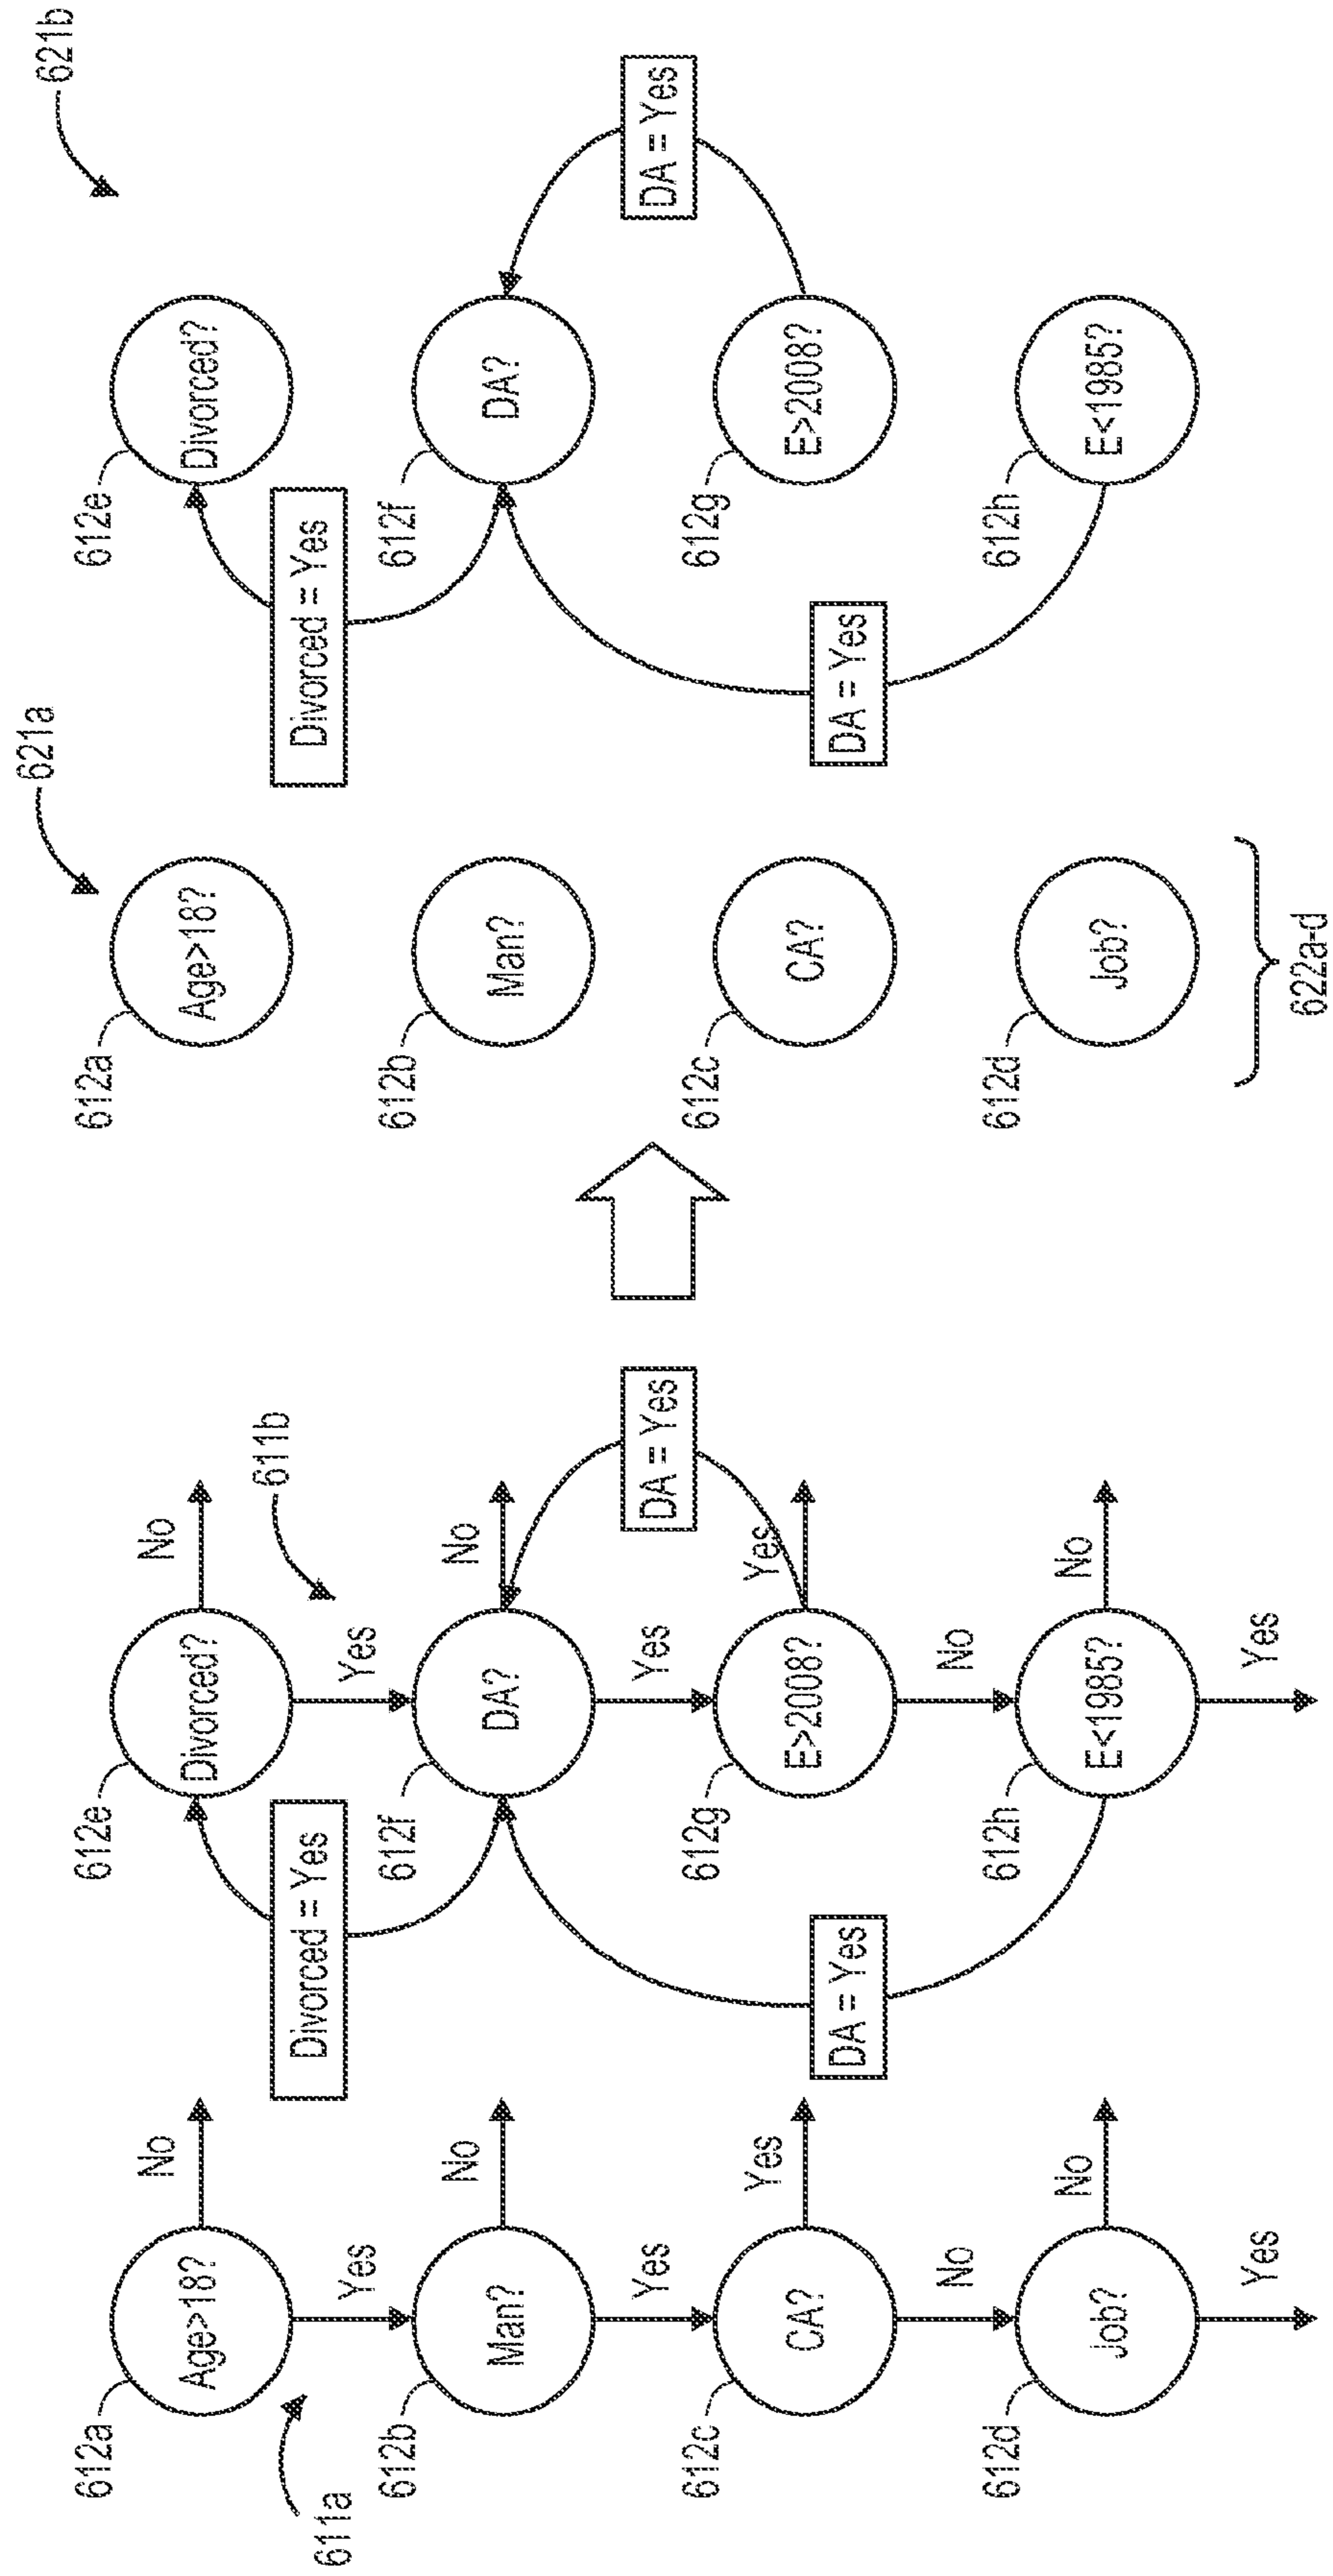 611a
612a
Age>18?
No
Yes
612b
Man?
No
Yes
612c
CA?
Yes
No
612d
Job?
No
Yes
611b
612e
Divorced?
No
Yes
Divorced = Yes
612f
DA?
No
Yes
DA = Yes
612g
E>2008?
Yes
No
DA = Yes
612h
E<1985?
No
Yes
621a
612a
Age>18?
612b
Man?
612c
CA?
612d
Job?
622a-d
621b
612e
Divorced?
Divorced = Yes
612f
DA?
DA = Yes
612g
E>2008?
DA = Yes
612h
E<1985?